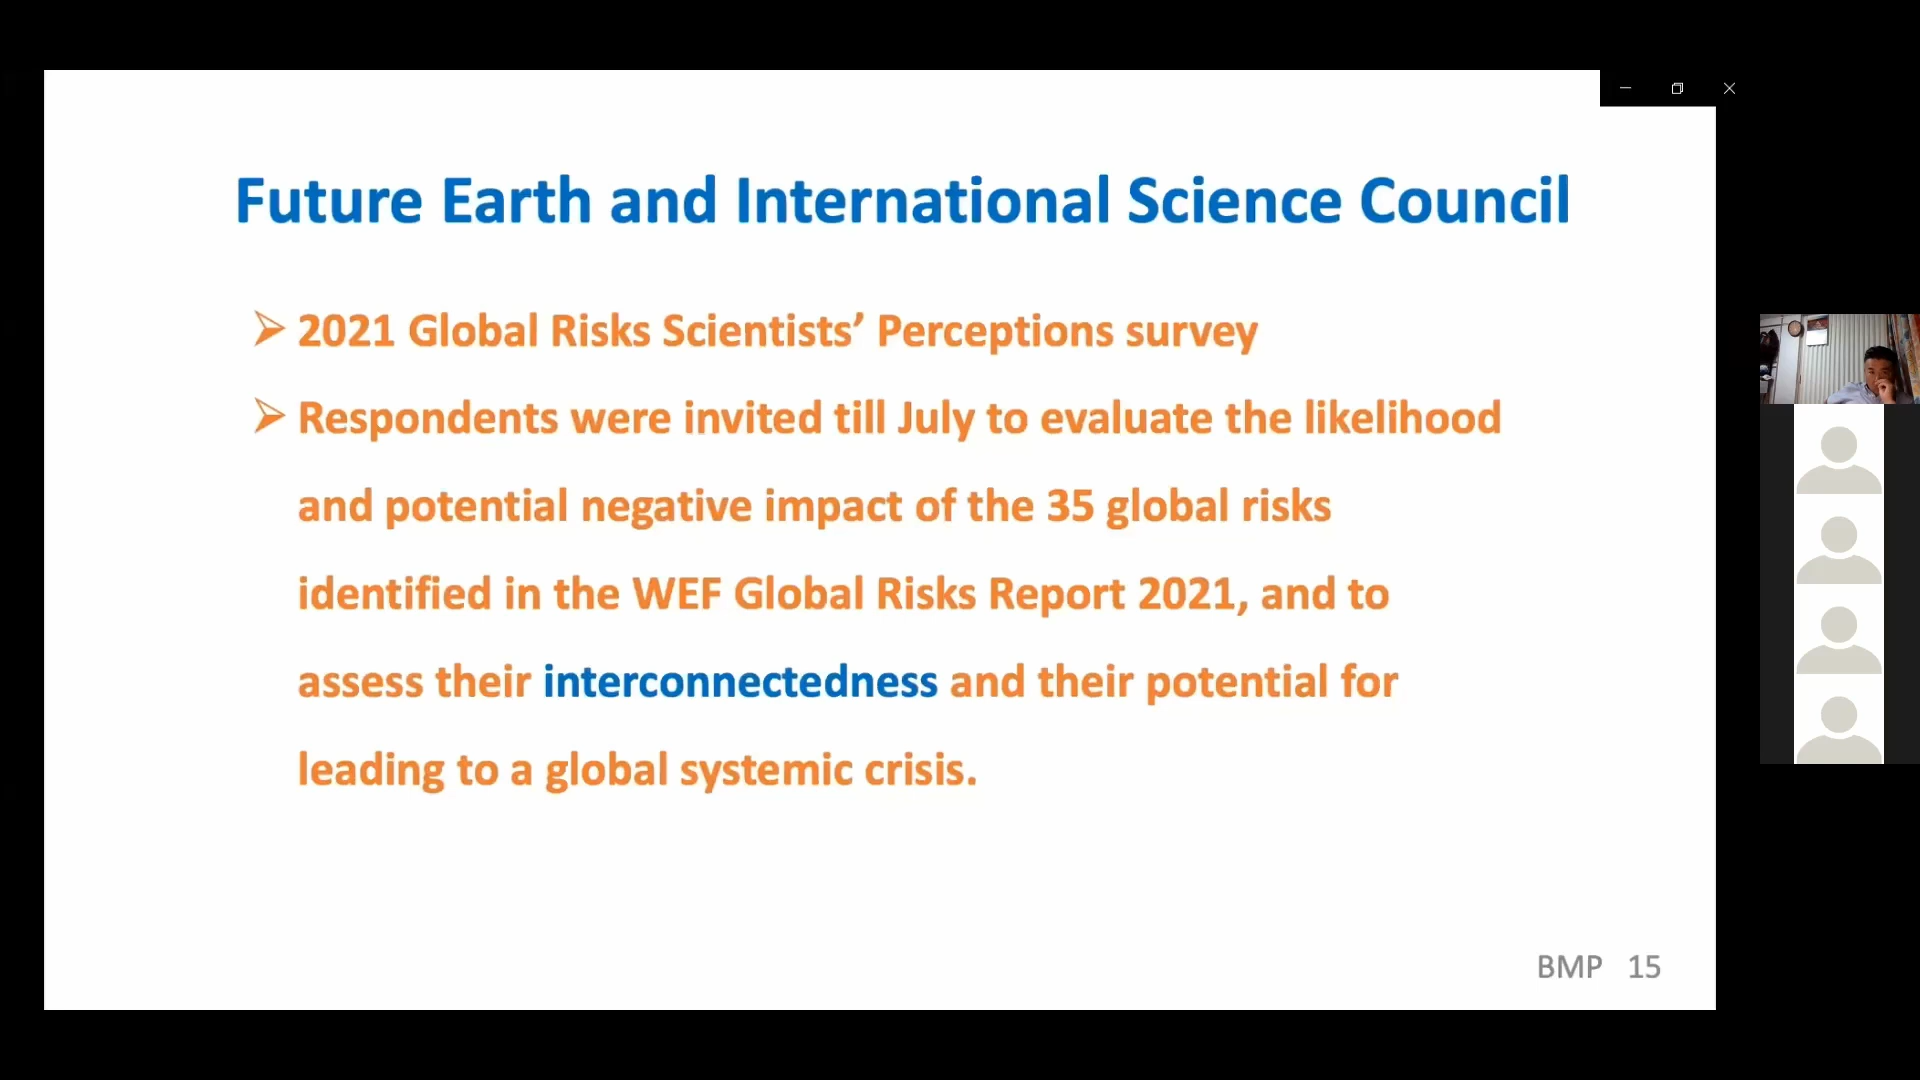 Future Earth and International Science Council
➢ 2021 Global Risks Scientists’ Perceptions survey
➢ Respondents were invited till July to evaluate the likelihood
and potential negative impact of the 35 global risks
identified in the WEF Global Risks Report 2021, and to
assess their interconnectedness and their potential for
leading to a global systemic crisis.
BMP 15